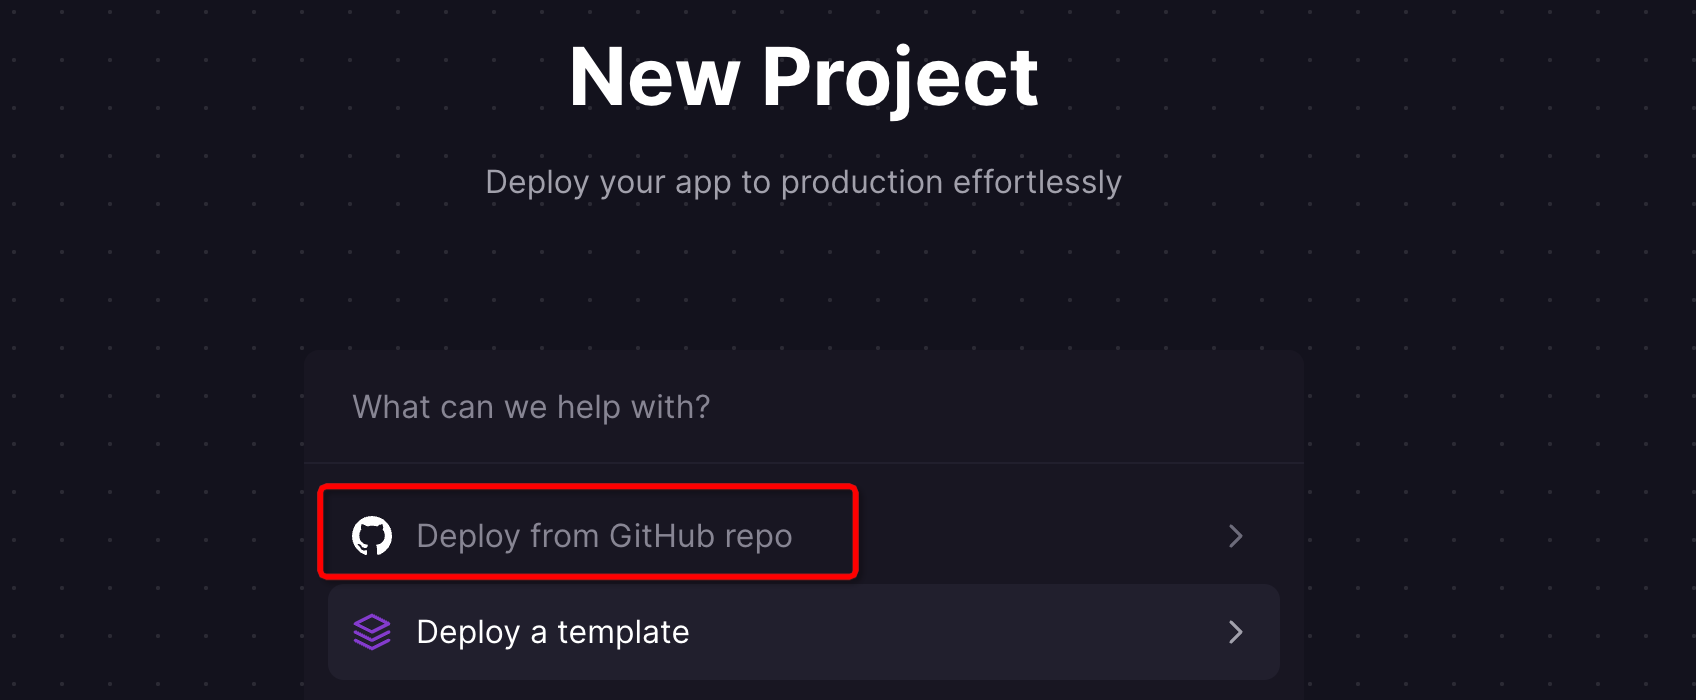 New Project
Deploy your app to production effortlessly
What can we help with?
Deploy from GitHub repo
Deploy a template